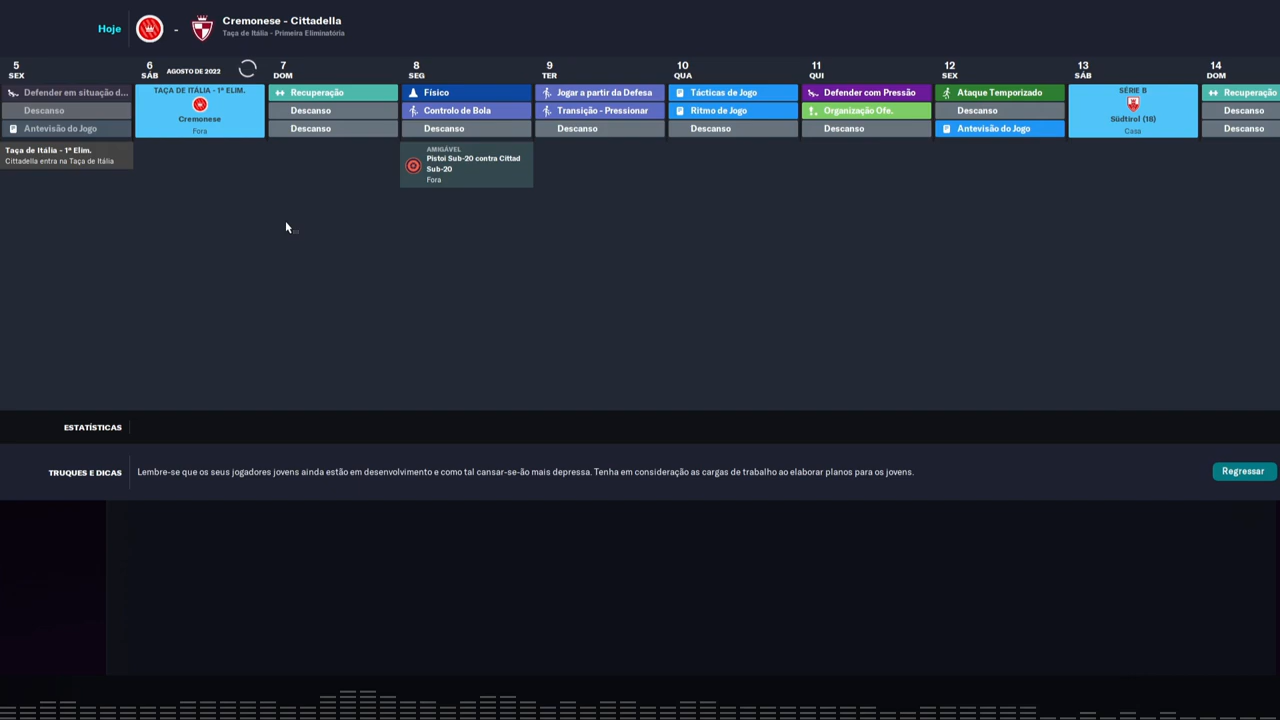 Hoje
-
Cremonese - Cittadella
Taça de Itália - Primeira Eliminatória
5
SEX
6
SÁB
AGOSTO DE 2022
7
DOM
8
SEG
9
TER
10
QUA
11
QUI
12
SEX
13
SÁB
14
DOM
Defender em situação d...
Descanso
Antevisão do Jogo
Taça de Itália - 1ª Elim.
Cittadella entra na Taça de Itália
TAÇA DE ITÁLIA - 1ª ELIM.
Cremonese
Fora
Recuperação
Descanso
Descanso
Físico
Controlo de Bola
Descanso
AMIGÁVEL
Pistoi Sub-20 contra Cittad
Sub-20
Fora
Jogar a partir da Defesa
Transição - Pressionar
Descanso
Tácticas de Jogo
Ritmo de Jogo
Descanso
Defender com Pressão
Organização Ofe.
Descanso
Ataque Temporizado
Descanso
Antevisão do Jogo
SÉRIE B
Südtirol (18)
Casa
Recuperação
Descanso
Descanso
ESTATÍSTICAS
TRUQUES E DICAS
Lembre-se que os seus jogadores jovens ainda estão em desenvolvimento e como tal cansar-se-ão mais depressa. Tenha em consideração as cargas de trabalho ao elaborar planos para os jovens.
Regressar